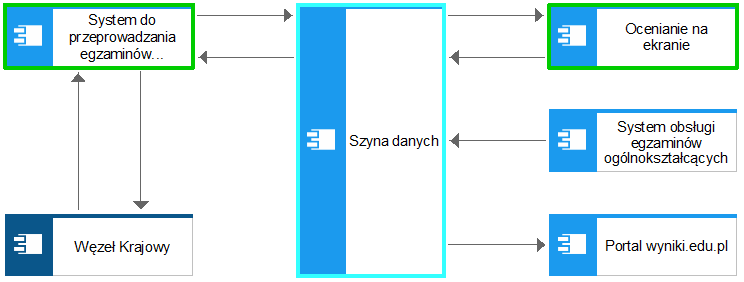 System do
przeprowadzania
egzaminów...
Ocenianie na
ekranie
Szyna danych
System obsługi
egzaminów
ogólnokształcących
Węzeł Krajowy
Portal wyniki.edu.pl